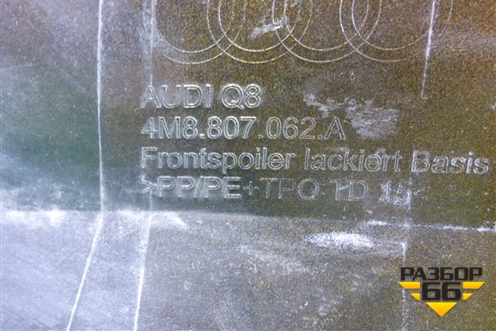 AUDI Q8
4M8.807.062.A
Frontspoiler lackiert Basis
>PP/PE+TPO TD 15
РАЗБОР
66